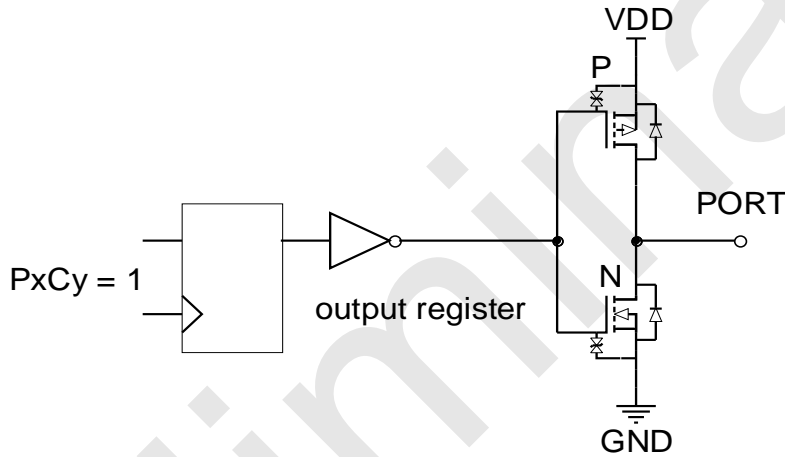 VDD
P
PORT
PxCy = 1
N
output register
GND